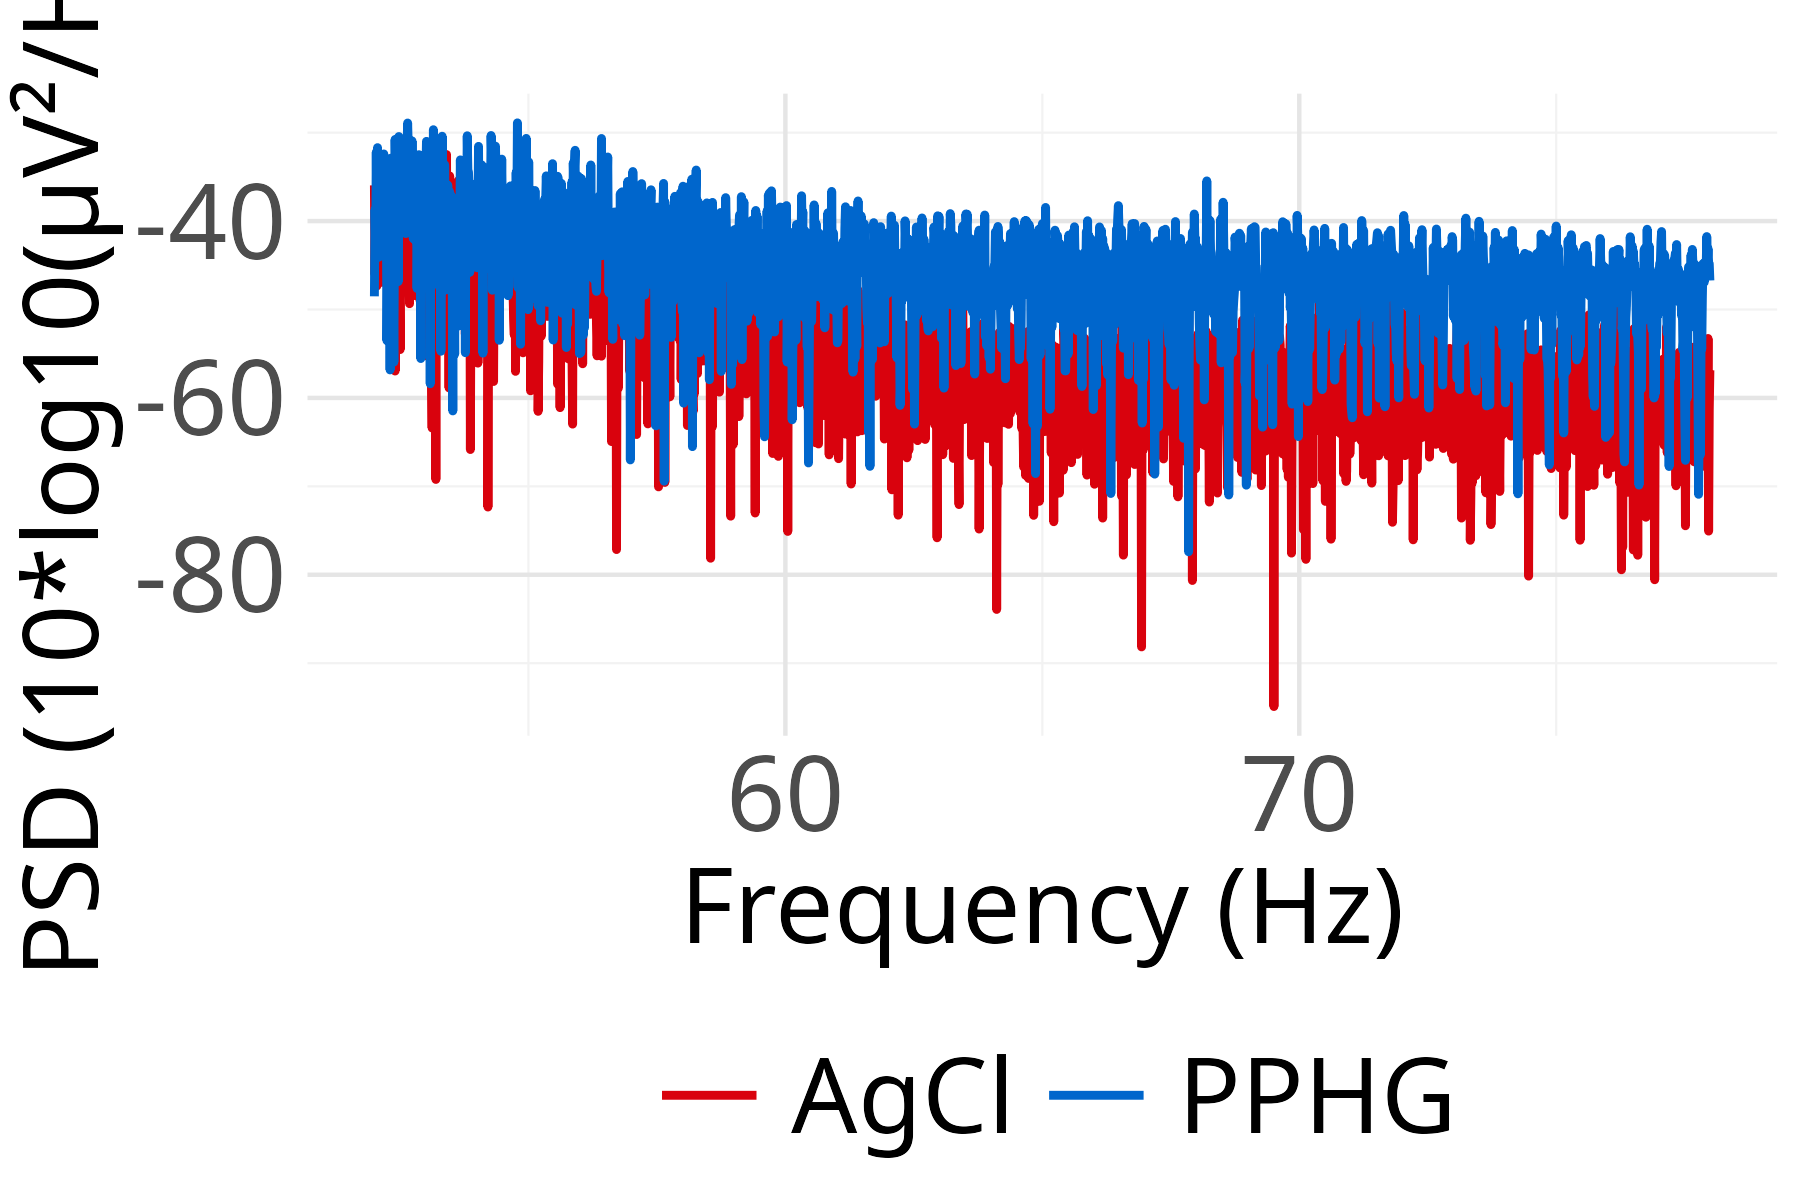 PSD (10*log10(µV²/H
-40
-60
-80
60 70
Frequency (Hz)
AgCl PPHG